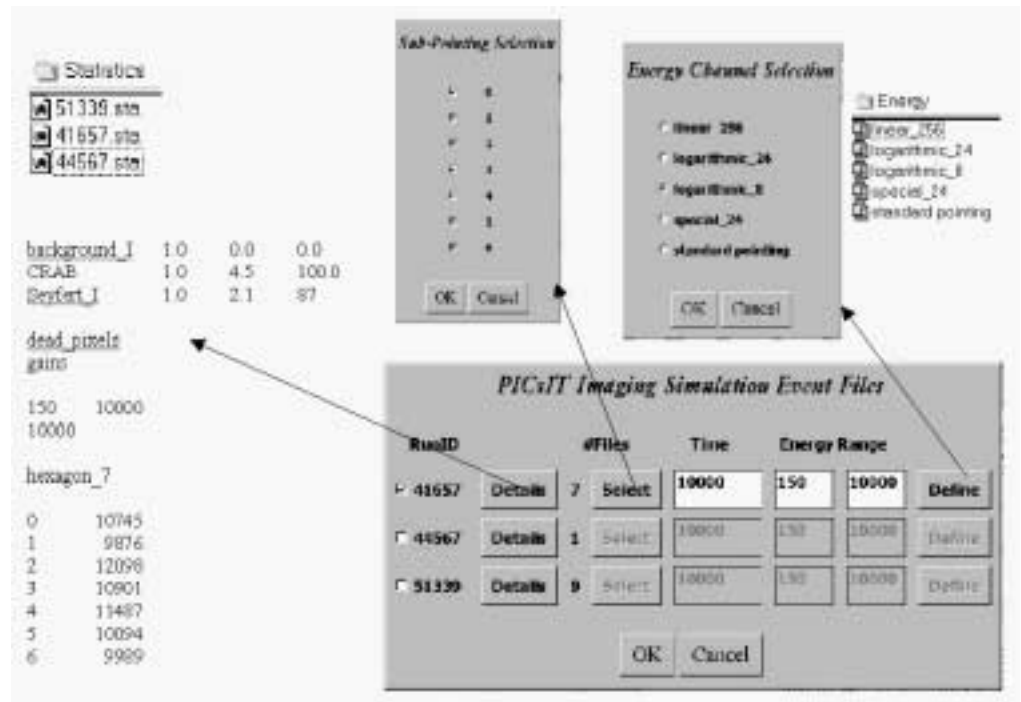 Statistics
51339.sta
41657.sta
44567.sta
background_1 1.0 0.0 0.0
CRAB 1.0 4.5 100.0
Seyfert_1 1.0 2.1 87
dead_pixels
gains
150 10000
10000
hexagon_7
0 10745
1 9876
2 12098
3 10901
4 11487
5 10094
6 9989
Sub-Pointing Selection
4
6
OK Cancel
Energy Channel Selection
linear_256
logarithmic_24
logarithmic_8
special_24
standard pointing
OK Cancel
Energy
linear_256
logarithmic_24
logarithmic_8
special_24
standard pointing
PICsIT Imaging Simulation Event Files
RunID #Files Time Energy Range
41657 Details 7 Select 10000 150 10000 Define
44567 Details 1 Select 10000 150 10000 Define
51339 Details 9 Select 10000 150 10000 Define
OK Cancel